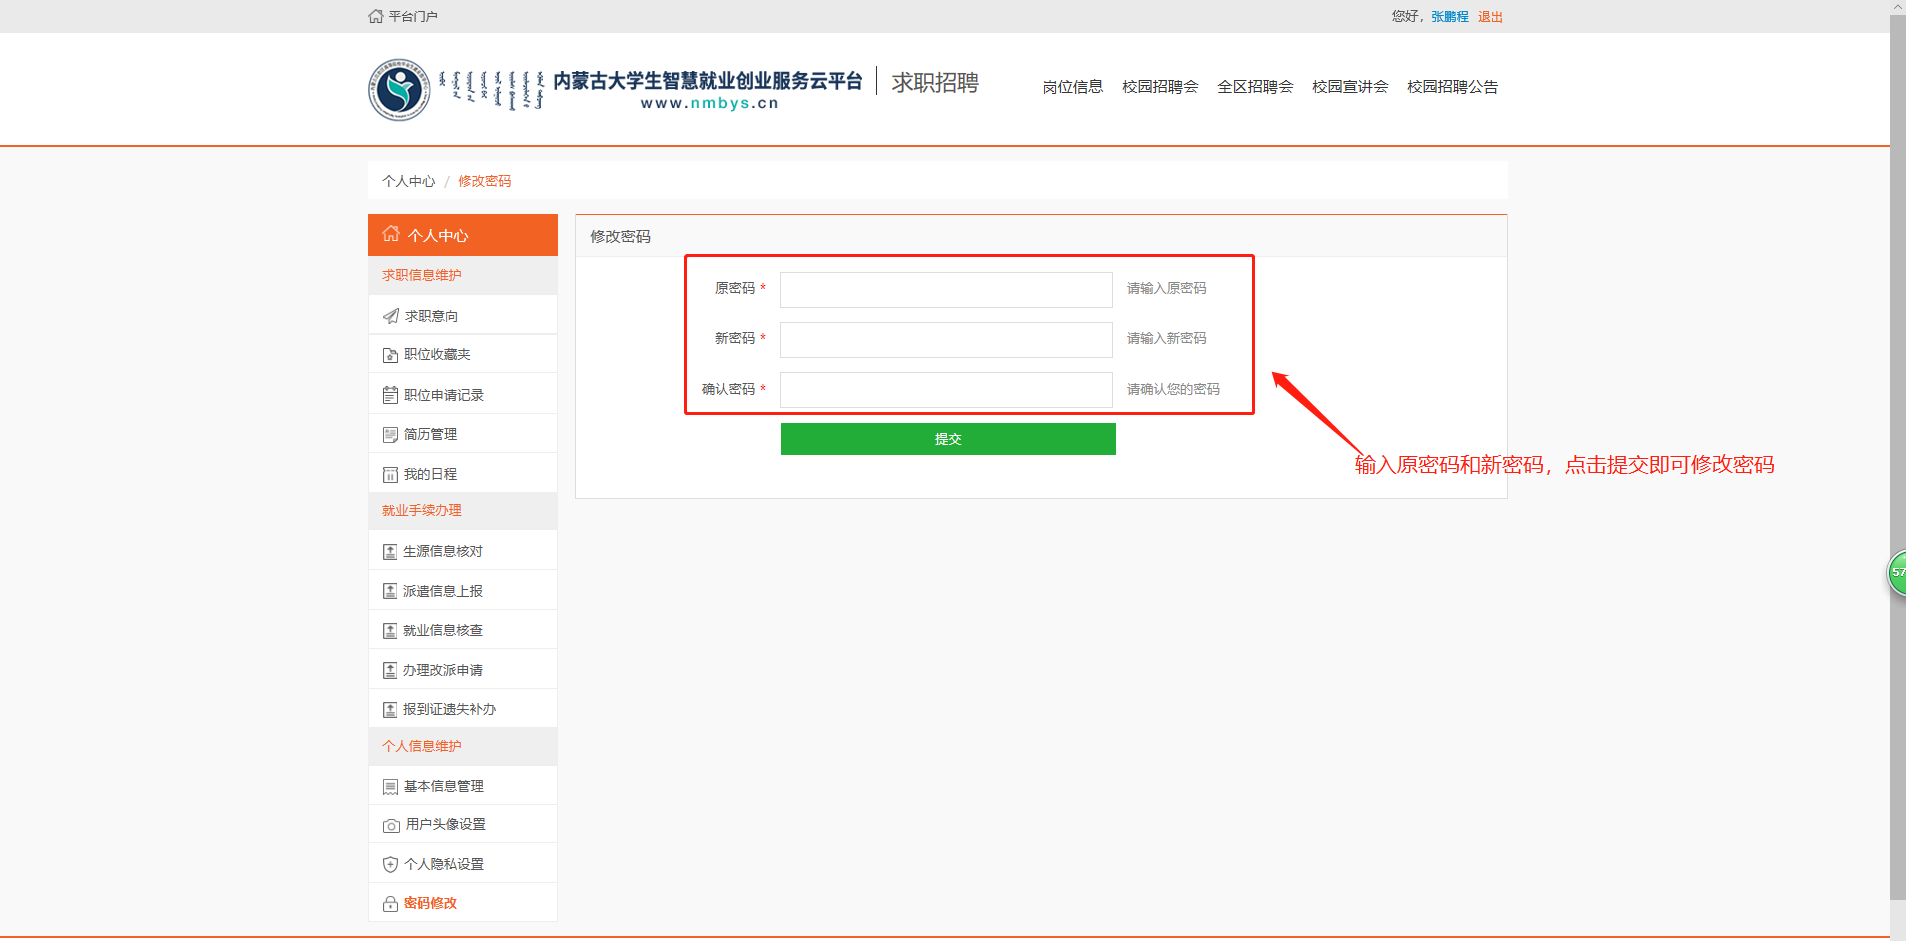 平台门户
您好，张鹏程 退出
内蒙古大学生智慧就业创业服务云平台
www.nmbys.cn
求职招聘
岗位信息 校园招聘会 全区招聘会 校园宣讲会 校园招聘公告
个人中心 / 修改密码
个人中心
求职信息维护
求职意向
职位收藏夹
职位申请记录
简历管理
我的日程
就业手续办理
生源信息核对
派遣信息上报
就业信息核查
办理改派申请
报到证遗失补办
个人信息维护
基本信息管理
用户头像设置
个人隐私设置
密码修改
修改密码
原密码 * 请输入原密码
新密码 * 请输入新密码
确认密码 * 请确认您的密码
提交
输入原密码和新密码，点击提交即可修改密码
57